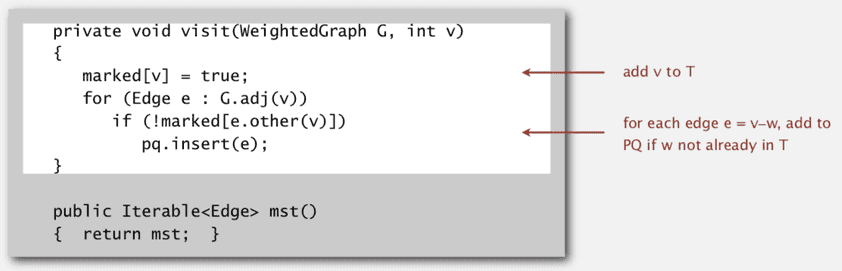 private void visit(WeightedGraph G, int v)
{
marked[v] = true;
for (Edge e : G.adj(v))
if (!marked[e.other(v)])
pq.insert(e);
}
public Iterable<Edge> mst()
{ return mst; }
add v to T
for each edge e = v–w, add to
PQ if w not already in T